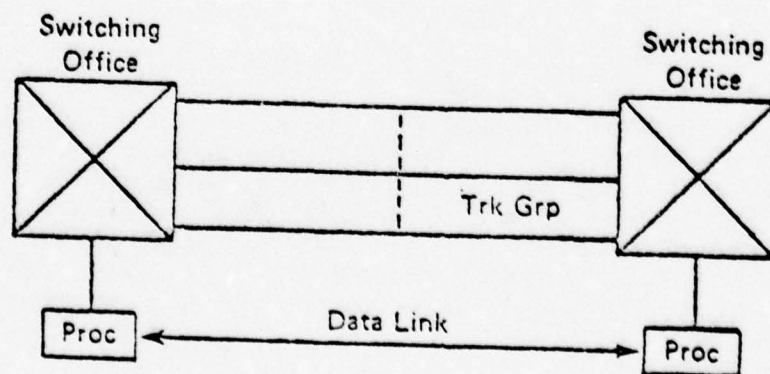 Switching
Office
Switching
Office
Trk Grp
Data Link
Proc
Proc